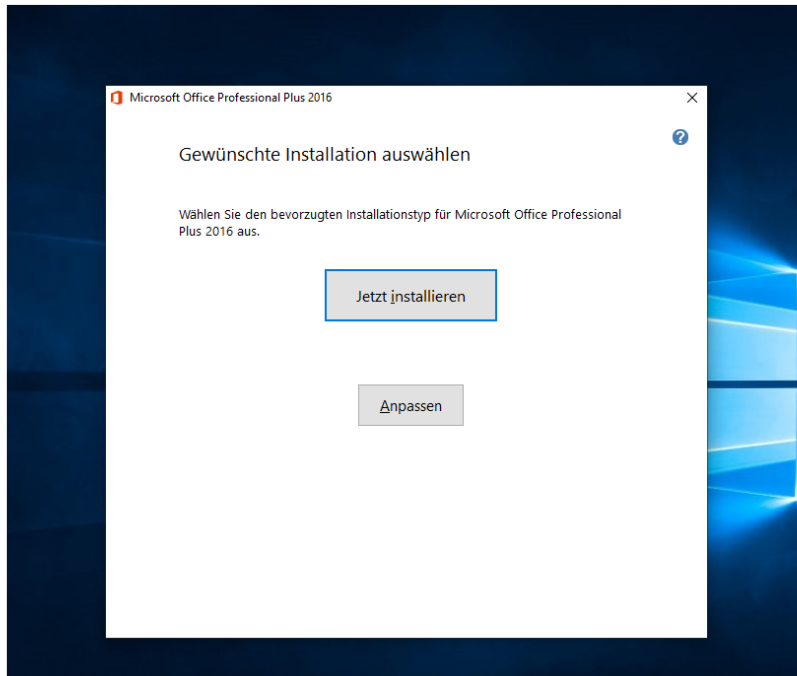 Microsoft Office Professional Plus 2016
Gewünschte Installation auswählen
Wählen Sie den bevorzugten Installationstyp für Microsoft Office Professional
Plus 2016 aus.
Jetzt installieren
Anpassen